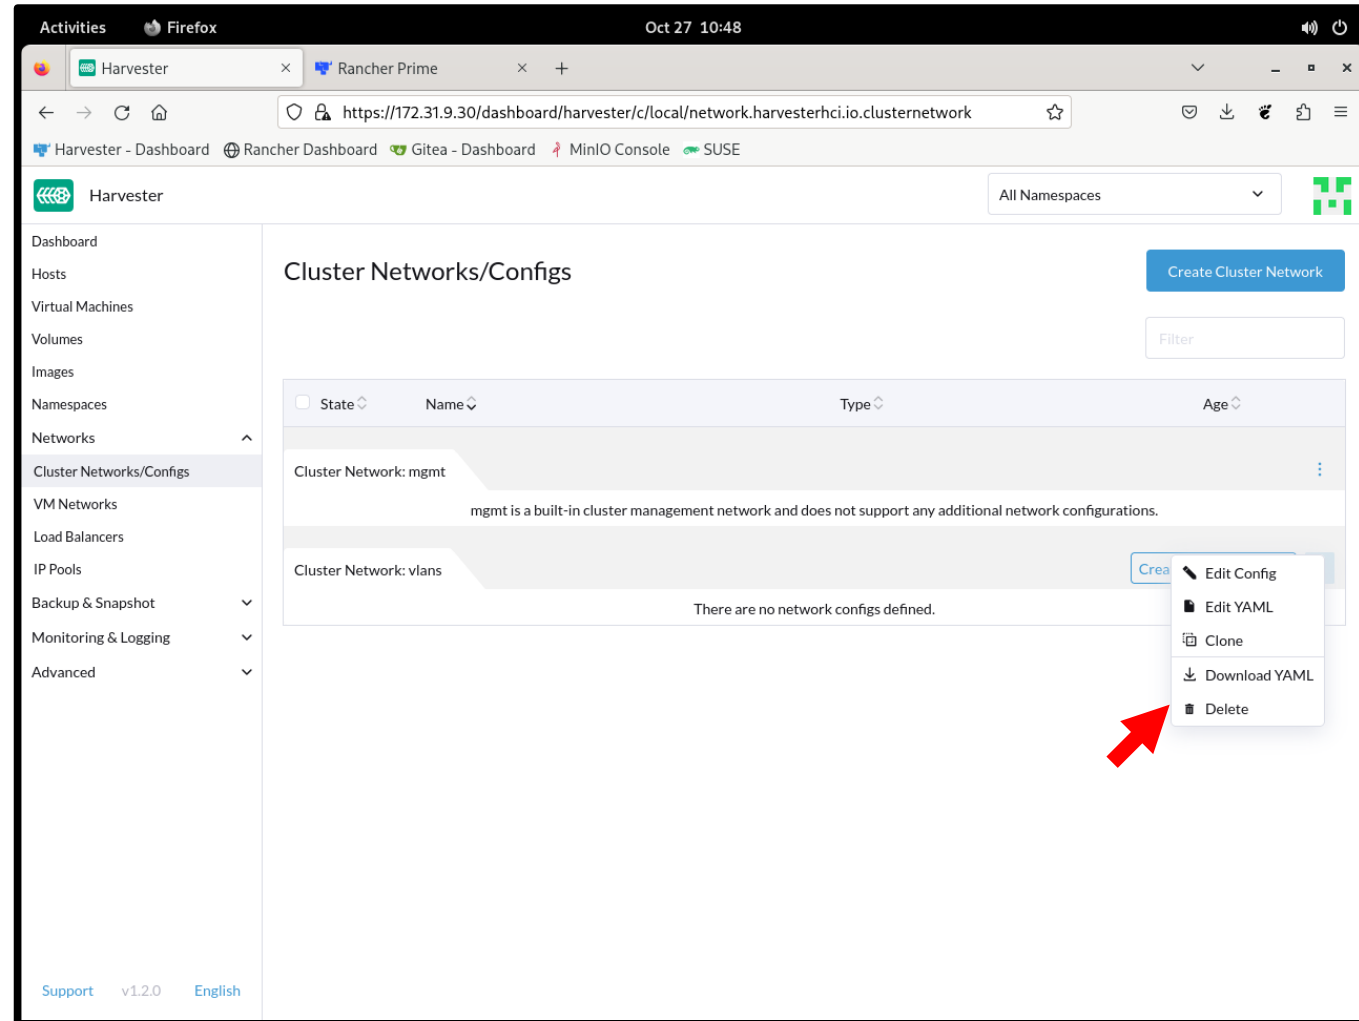 Activities Firefox Oct 27 10:48
Harvester Rancher Prime
https://172.31.9.30/dashboard/harvester/c/local/network.harvesterhci.io.clusternetwork
Harvester - Dashboard Rancher Dashboard Gitea - Dashboard MinIO Console SUSE
Harvester All Namespaces
Dashboard
Hosts
Virtual Machines
Volumes
Images
Namespaces
Networks
Cluster Networks/Configs
VM Networks
Load Balancers
IP Pools
Backup & Snapshot
Monitoring & Logging
Advanced
Support v1.2.0 English
Cluster Networks/Configs
Create Cluster Network
Filter
State Name Type Age
Cluster Network: mgmt
mgmt is a built-in cluster management network and does not support any additional network configurations.
Cluster Network: vlans
Crea
There are no network configs defined.
Edit Config
Edit YAML
Clone
Download YAML
Delete